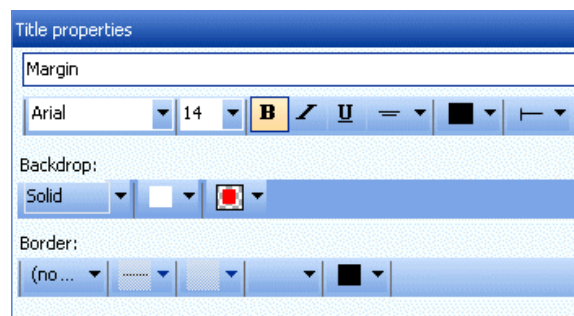 Title properties
Margin
Arial 14 B I U
Backdrop:
Solid
Border:
(no...